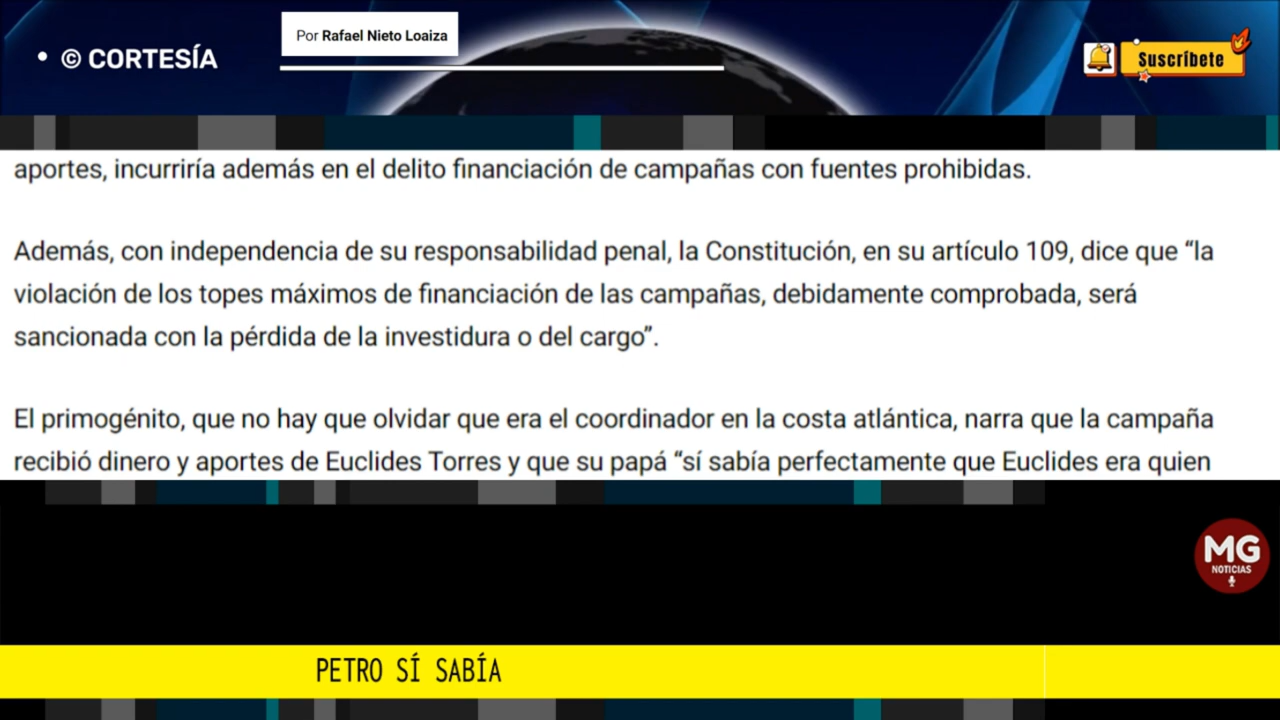 Por Rafael Nieto Loaiza
• © CORTESÍA
Suscríbete
aportes, incurriría además en el delito financiación de campañas con fuentes prohibidas.
Además, con independencia de su responsabilidad penal, la Constitución, en su artículo 109, dice que “la
violación de los topes máximos de financiación de las campañas, debidamente comprobada, será
sancionada con la pérdida de la investidura o del cargo”.
El primogénito, que no hay que olvidar que era el coordinador en la costa atlántica, narra que la campaña
recibió dinero y aportes de Euclides Torres y que su papá “sí sabía perfectamente que Euclides era quien
MG
NOTICIAS
PETRO SÍ SABÍA